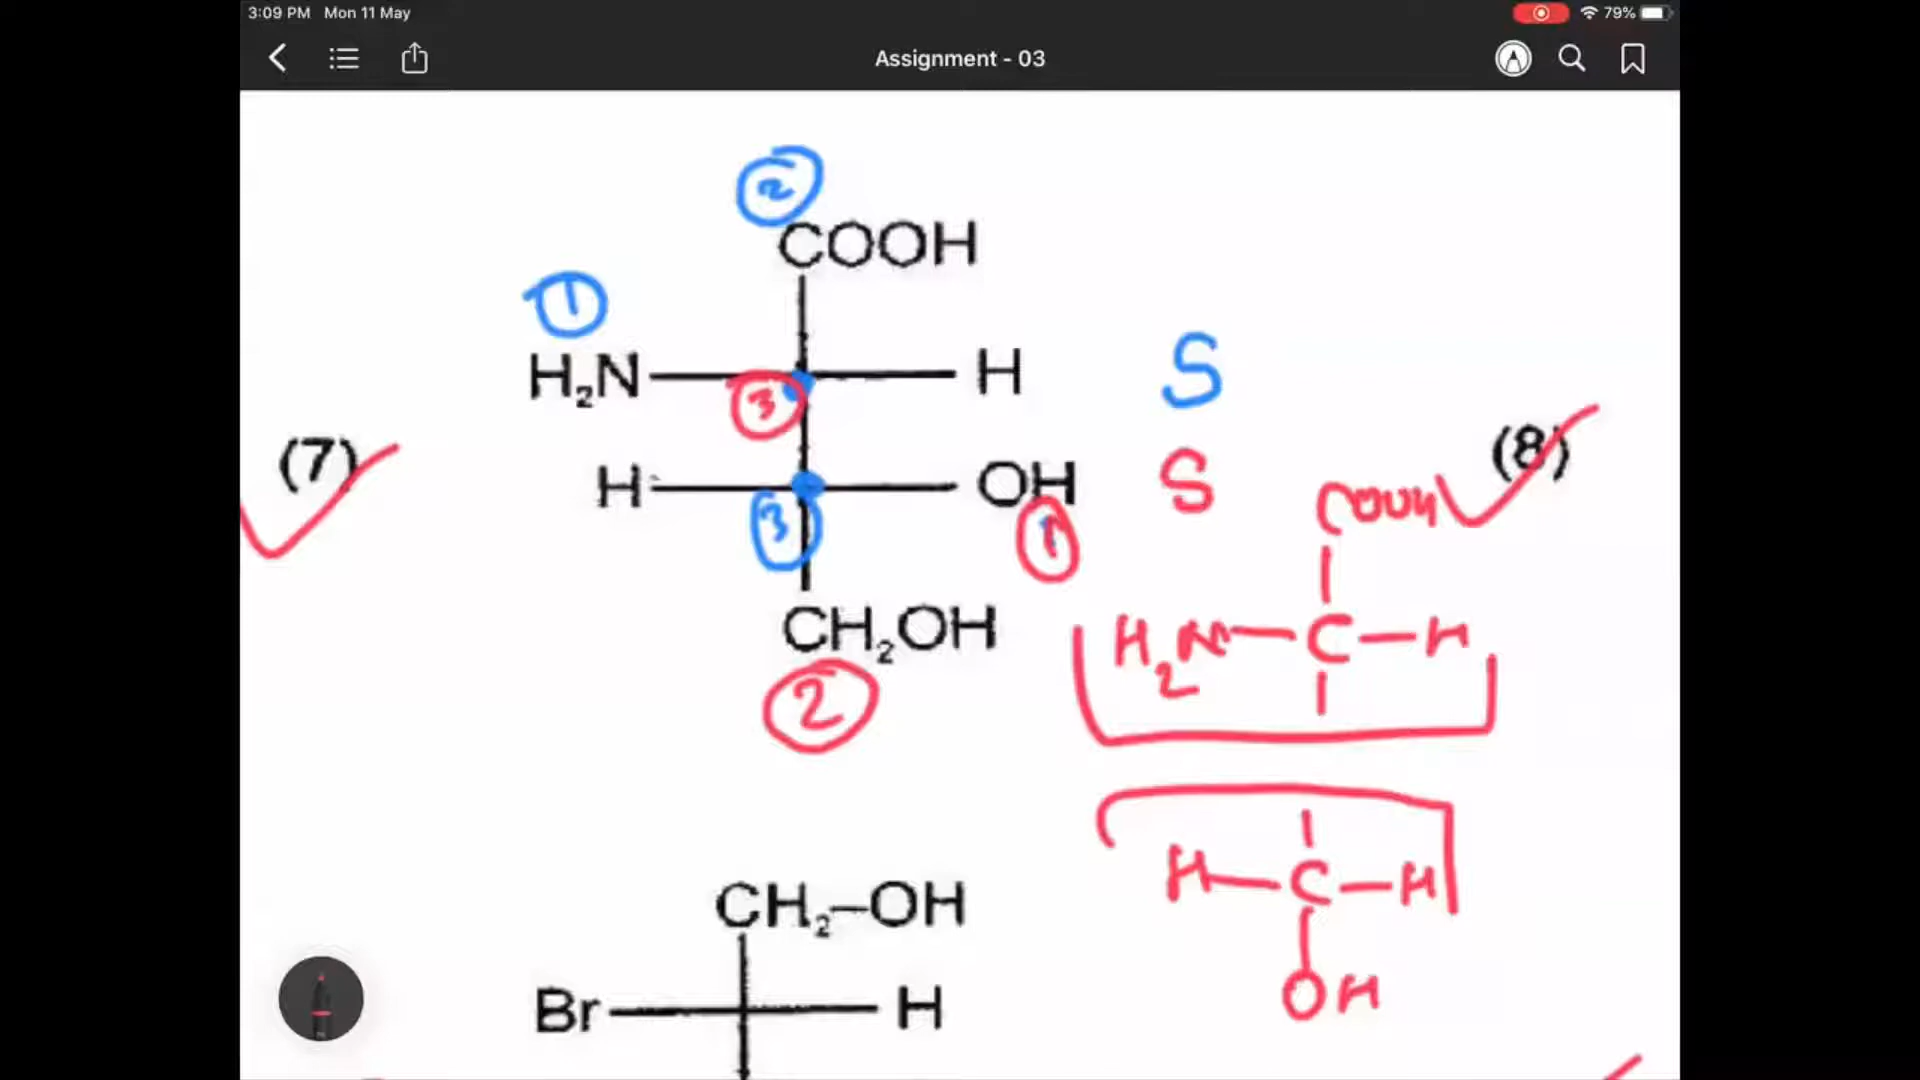 3:09 PM Mon 11 May
79%
Assignment - 03
2
COOH
1
H₂N
H
S
3
(7)
(8)
H
OH
S
3
1
COOH
CH₂OH
H₂N—C—H
2
H—C—H
OH
CH₂–OH
Br
H